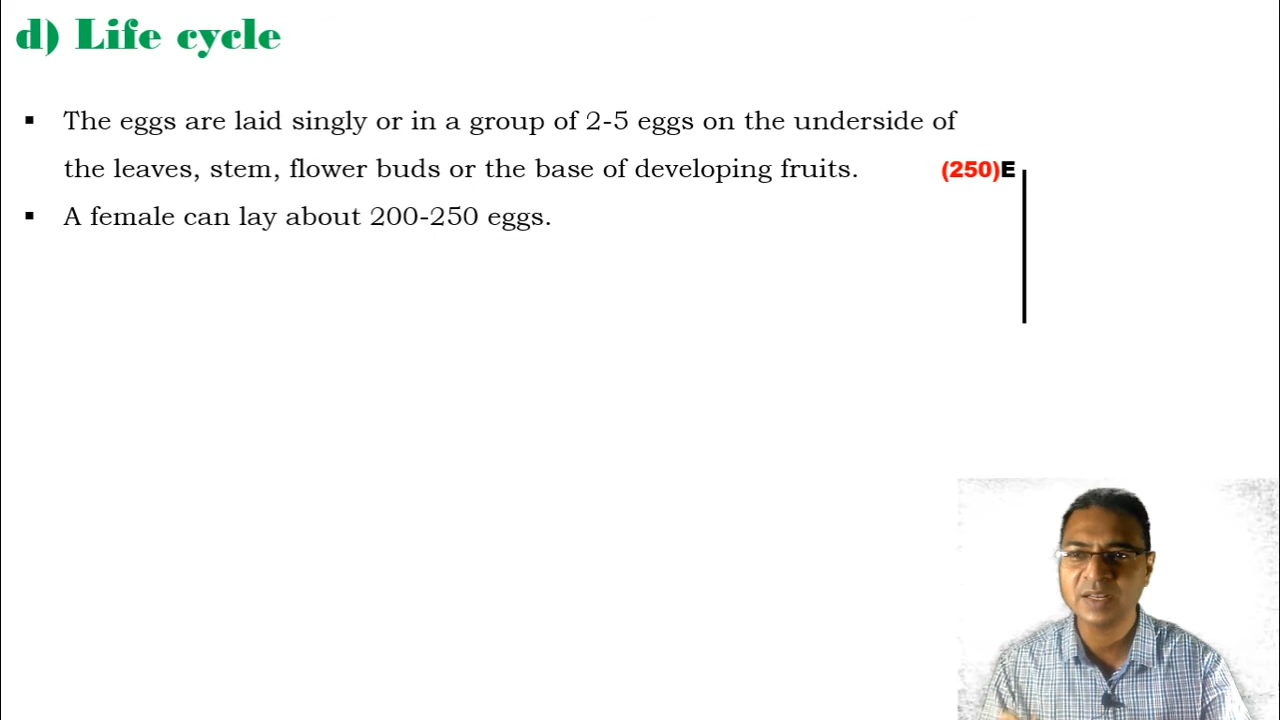 d) Life cycle
▪ The eggs are laid singly or in a group of 2-5 eggs on the underside of
the leaves, stem, flower buds or the base of developing fruits.
(250)E
▪ A female can lay about 200-250 eggs.